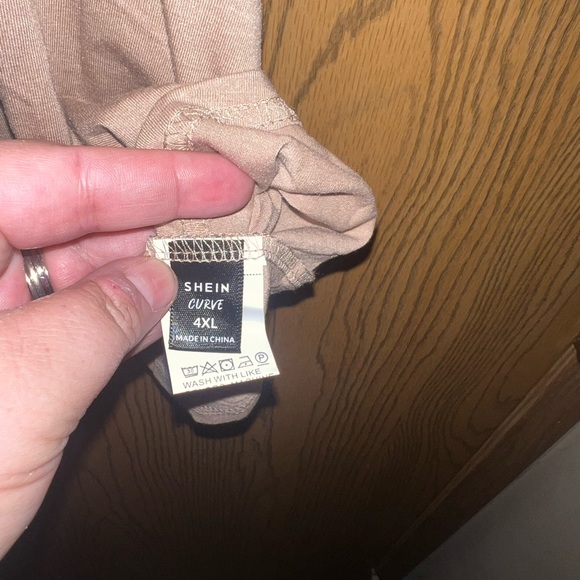 SHEIN
CURVE
4XL
MADE IN CHINA
P
WASH WITH LIKE